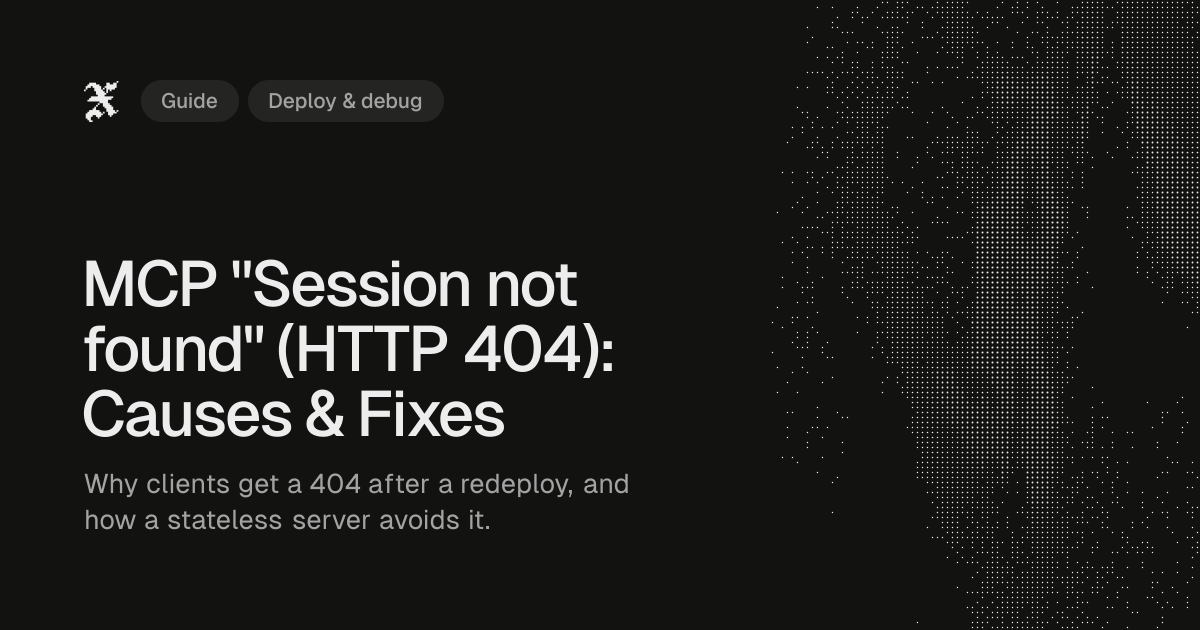 Guide
Deploy & debug
MCP "Session not
found" (HTTP 404):
Causes & Fixes
Why clients get a 404 after a redeploy, and
how a stateless server avoids it.